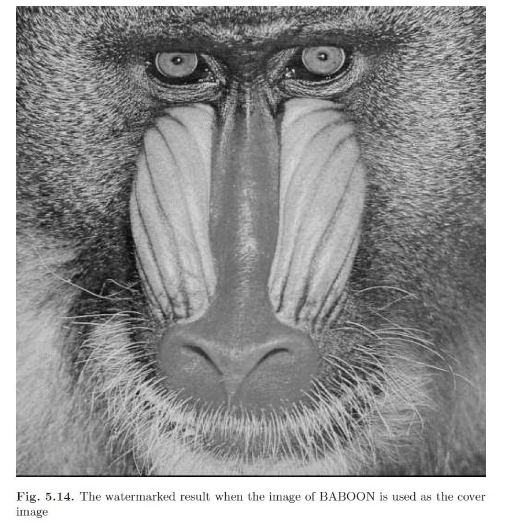 Fig. 5.14. The watermarked result when the image of BABOON is used as the cover
image